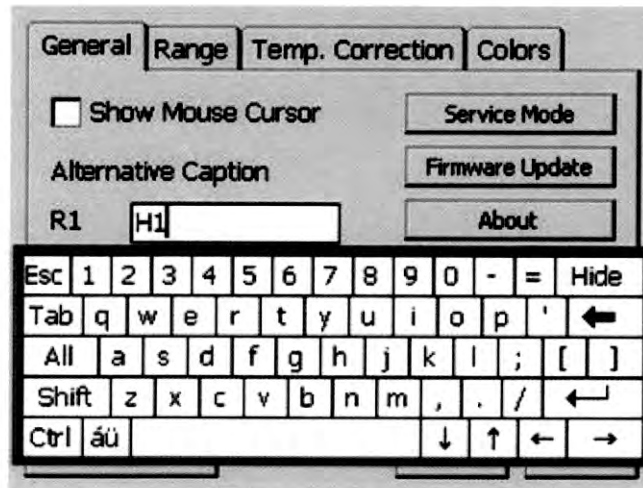 General Range Temp. Correction Colors
Show Mouse Cursor Service Mode
Alternative Caption Firmware Update
R1 H1 About
Esc 1 2 3 4 5 6 7 8 9 0 - = Hide
Tab q w e r t y u i o p ' ←
All a s d f g h j k l ; [ ]
Shift z x c v b n m , . / ↵
Ctrl áü ↓ ↑ ← →